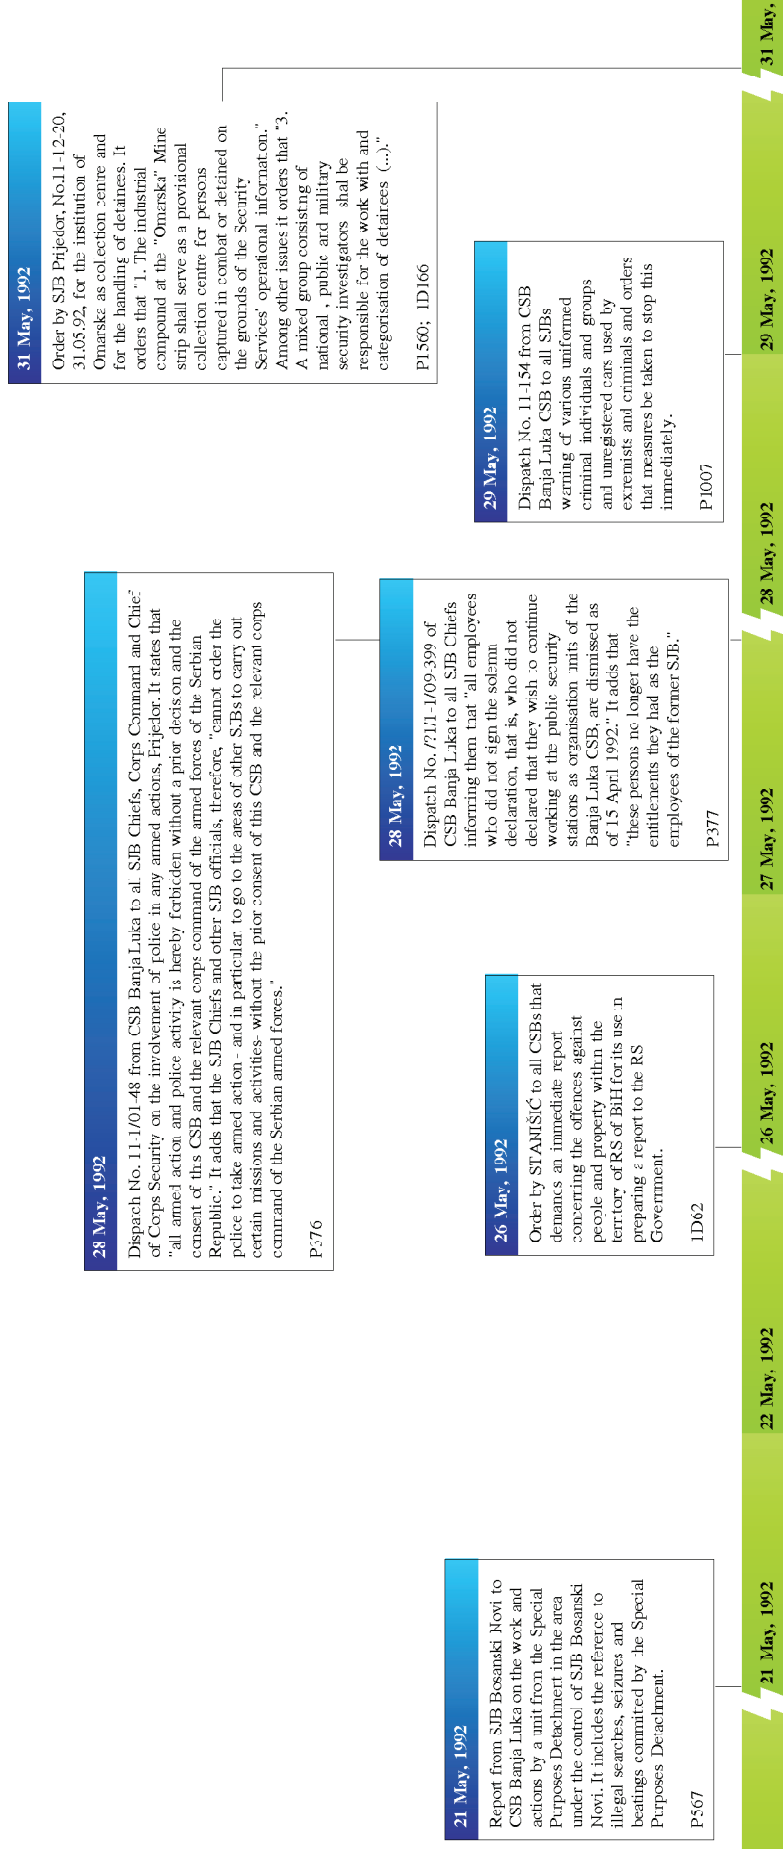 21 May, 1992
Report from SJB Bosanski Novi to
CSB Banja Luka on the work and
actions by a unit from the Special
Purposes Detachment in the area
under the control of SJB Bosanski
Novi. It includes the reference to
illegal searches, seizures and
beatings committed by the Special
Purposes Detachment.
P567
28 May, 1992
Dispatch No. 11-1/01-48 from CSB Banja Luka to all SJB Chiefs, Corps Command and Chief
of Corps Security on the involvement of police in any armed actions, Prijedor. It states that
"all armed action and police activity is hereby forbidden without a prior decision and the
consent of this CSB and the relevant corps command of the armed forces of the Serbian
Republic." It adds that the SJB Chiefs and other SJB officials, therefore, "cannot order the
police to take armed action - and in particular to go to the areas of other SJBs to carry out
certain missions and activities- without the prior consent of this CSB and the relevant corps
command of the Serbian armed forces."
26 May, 1992
Order by STANIŠIĆ to all CSBs that
demands an immediate report
concerning the offences against
people and property within the
territory of RS of BiH for its use in
preparing a report to the RS
Government.
1D62
28 May, 1992
Dispatch No. /?1/1-1/09-399 of
CSB Banja Luka to all SJB Chiefs
informing them that "all employees
who did not sign the solemn
declaration, that is, who did not
declared that they wish to continue
working at the public security
stations as organisation units of the
Banja Luka CSB, are dismissed as
of 15 April 1992." It adds that
"these persons no longer have the
entitlements they had as the
employees of the former SJB."
P377
31 May, 1992
Order by SJB Prijedor, No.11-12-20,
31.05.92, for the institution of
Omarska as collection centre and
for the handling of detainees. It
orders that "1. The industrial
compound at the "Omarska" Mine
strip shall serve as a provisional
collection centre for persons
captured in combat or detained on
the grounds of the Security
Services' operational information."
Among other issues it orders that "3.
A mixed group consisting of
national , public and military
security investigators shal be
responsible for the work with and
categorisation of detainees (...)."
P1560; 1D166
29 May, 1992
Dispatch No. 11-154 from CSB
Banja Luka CSB to all SJBs
warning of various uniformed
criminal individuals and groups
and unregistered cars used by
extremists and criminals and orders
that measures be taken to stop this
immediately.
P1007
21 May, 1992
22 May, 1992
26 May, 1992
27 May, 1992
28 May, 1992
29 May, 1992
31 May,